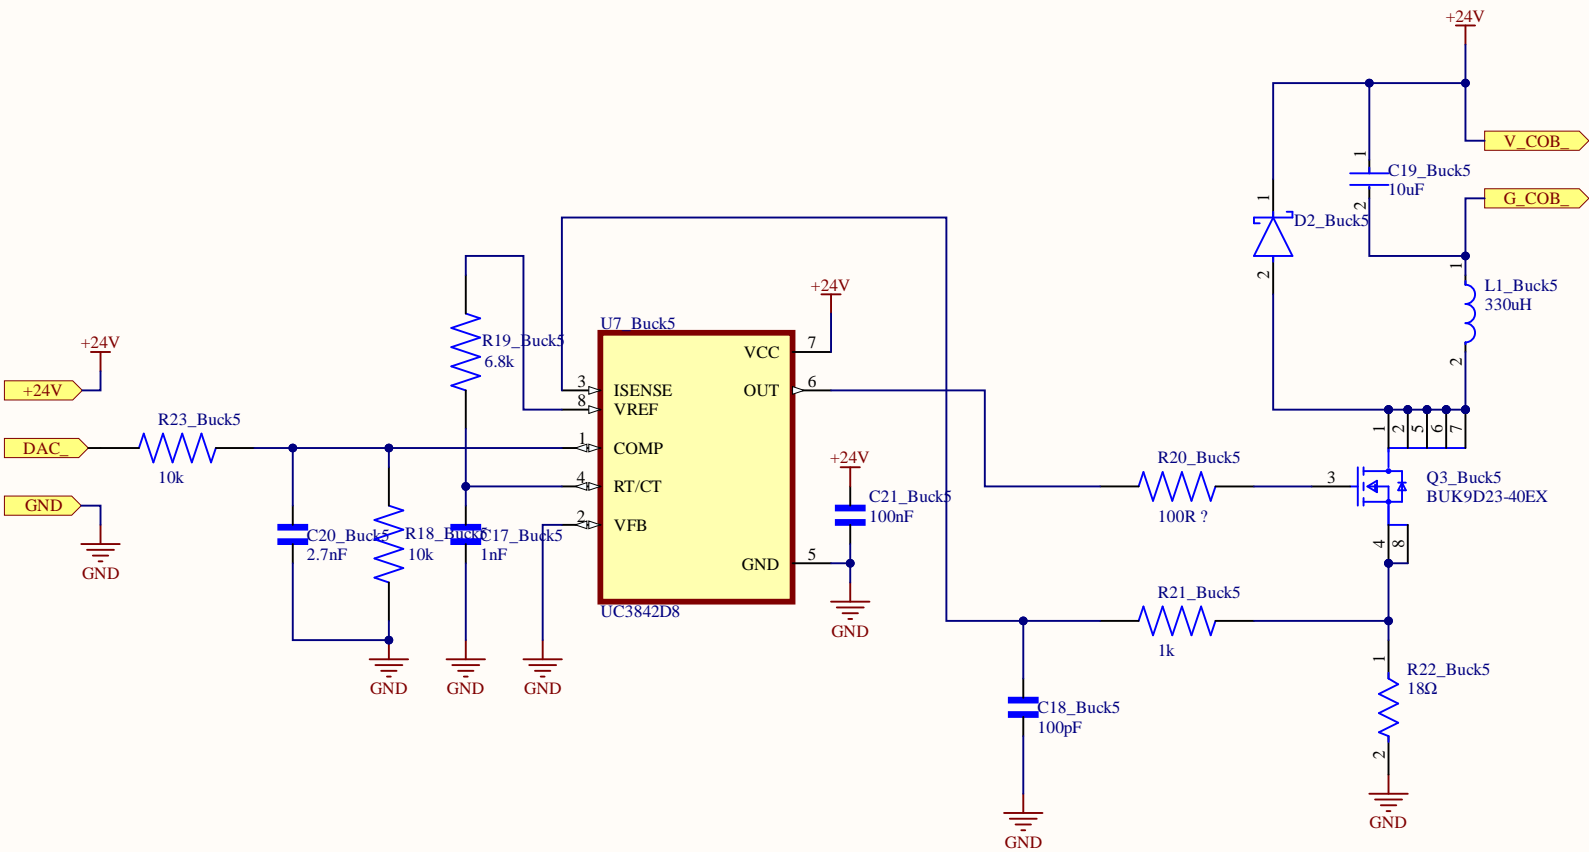 +24V
V_COB_
1
C19_Buck5
10uF
2
G_COB_
1
D2_Buck5
2
1
L1_Buck5
330uH
2
+24V
U7_Buck5
+24V
R19_Buck5
6.8k
VCC
7
3
ISENSE
OUT
6
8
VREF
+24V
R23_Buck5
10k
DAC_
1
COMP
1
2
5
6
7
+24V
R20_Buck5
100R ?
3
Q3_Buck5
BUK9D23-40EX
4
RT/CT
C21_Buck5
100nF
GND
GND
C20_Buck5
2.7nF
R18_Buck5
10k
C17_Buck5
1nF
2
VFB
4
8
GND
5
GND
UC3842D8
R21_Buck5
1k
GND
GND
GND
1
R22_Buck5
18Ω
2
C18_Buck5
100pF
GND
GND